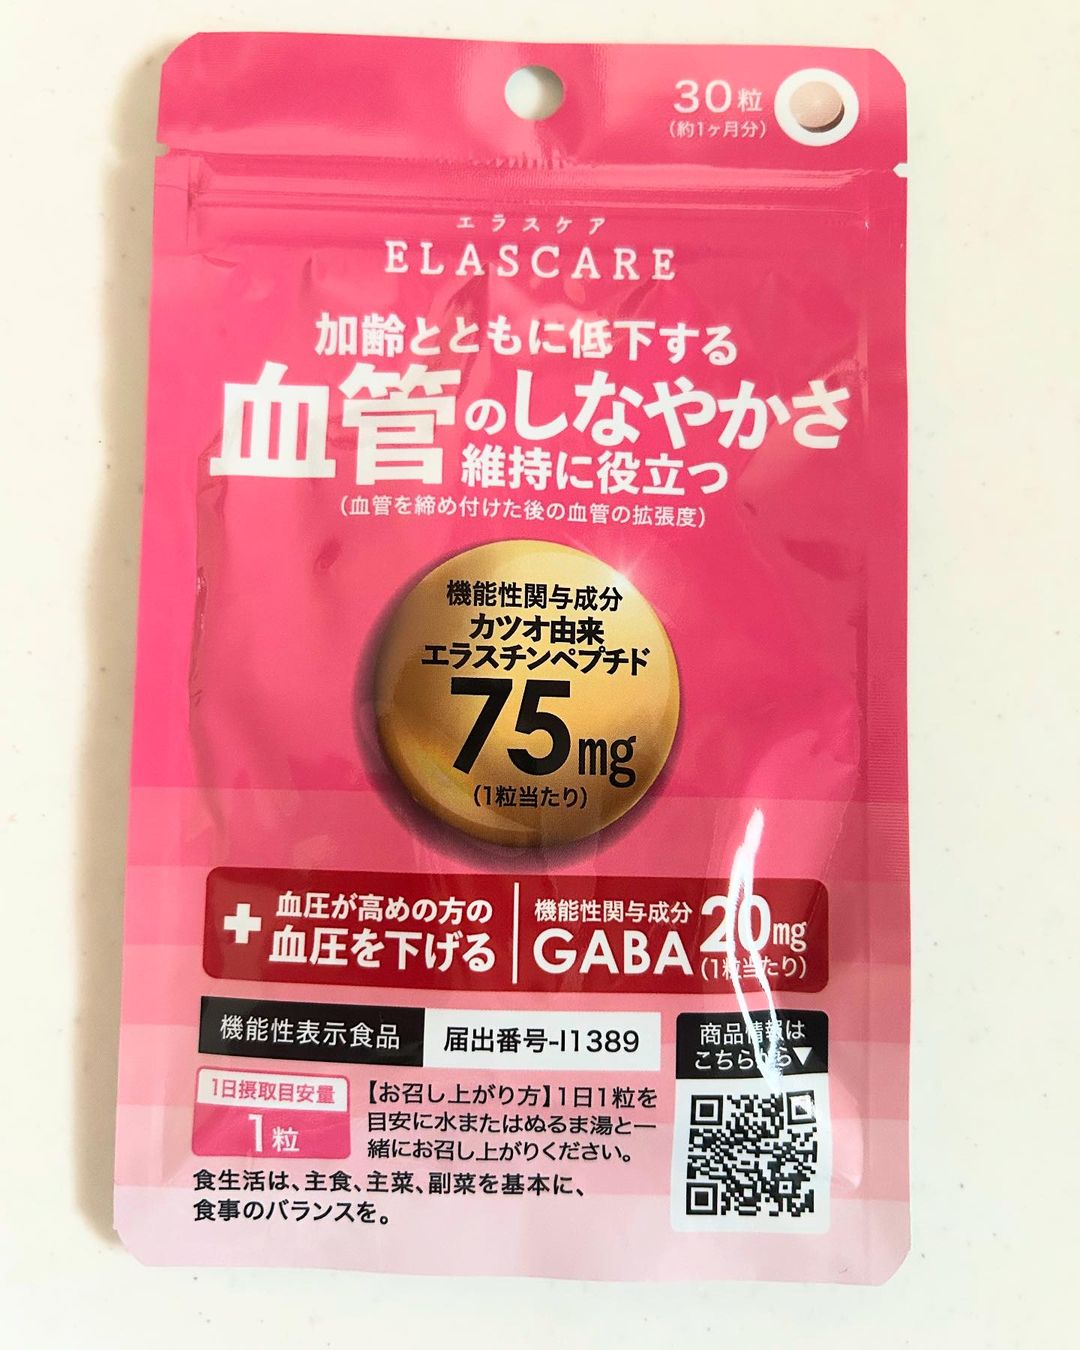 30粒
(約1ヶ月分)
エラスケア
ELASCARE
加齢とともに低下する
血管のしなやかさ
維持に役立つ
(血管を締め付けた後の血管の拡張度)
機能性関与成分
カツオ由来
エラスチンペプチド
75mg
(1粒当たり)
血圧が高めの方の
血圧を下げる
機能性関与成分
GABA 20mg
(1粒当たり)
機能性表示食品
届出番号-I1389
商品情報は
こちらから▼
1日摂取目安量
1粒
【お召し上がり方】1日1粒を
目安に水またはぬるま湯と一
緒にお召し上がりください。
食生活は、主食、主菜、副菜を基本に、
食事のバランスを。